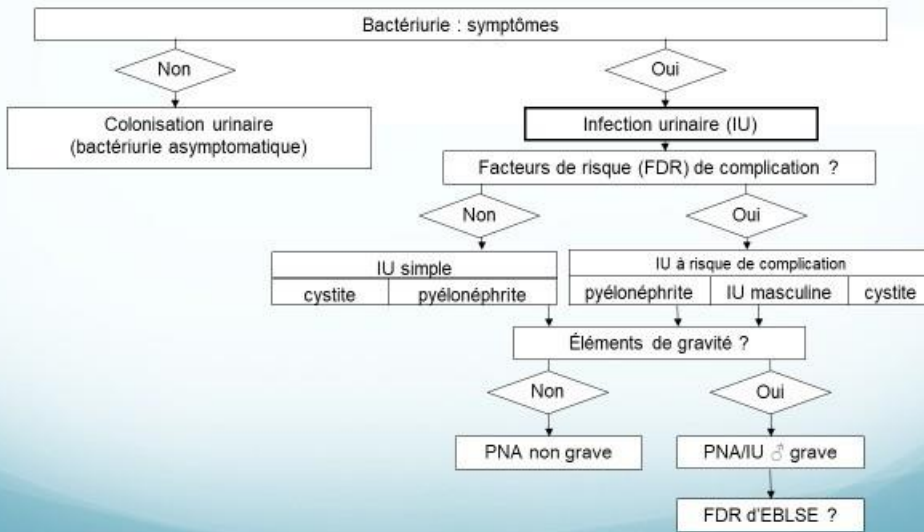 Bactériurie : symptômes
Non
Oui
Colonisation urinaire
(bactériurie asymptomatique)
Infection urinaire (IU)
Facteurs de risque (FDR) de complication ?
Non
Oui
IU simple
cystite
pyélonéphrite
IU à risque de complication
pyélonéphrite
IU masculine
cystite
Éléments de gravité ?
Non
Oui
PNA non grave
PNA/IU ♂ grave
FDR d'EBLSE ?